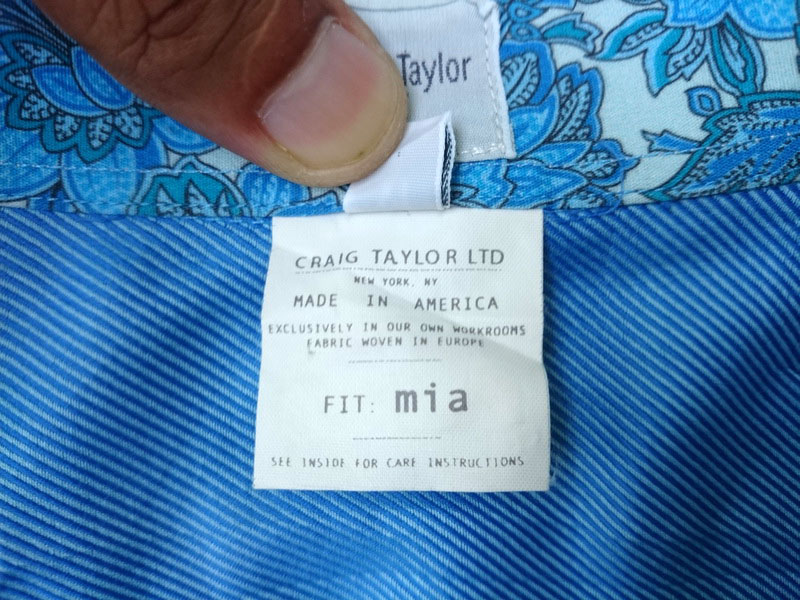 Taylor
CRAIG TAYLOR LTD
NEW YORK, NY
MADE IN AMERICA
EXCLUSIVELY IN OUR OWN WORKROOMS
FABRIC WOVEN IN EUROPE
FIT: mia
SEE INSIDE FOR CARE INSTRUCTIONS